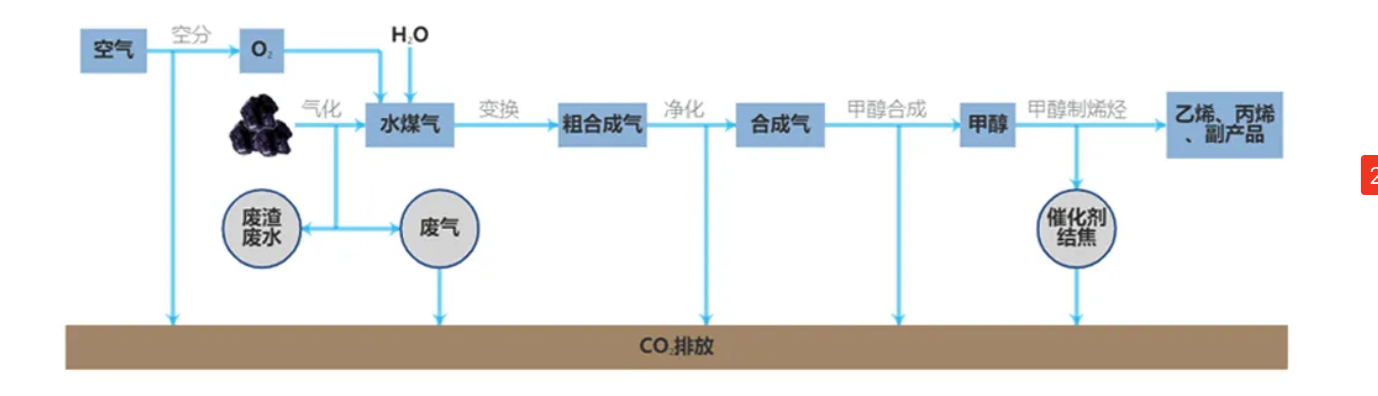 空气
空分
O₂
H₂O
气化
水煤气
变换
粗合成气
净化
合成气
甲醇合成
甲醇
甲醇制烯烃
乙烯、丙烯
、副产品
废渣
废水
废气
催化剂
结焦
CO₂排放
2